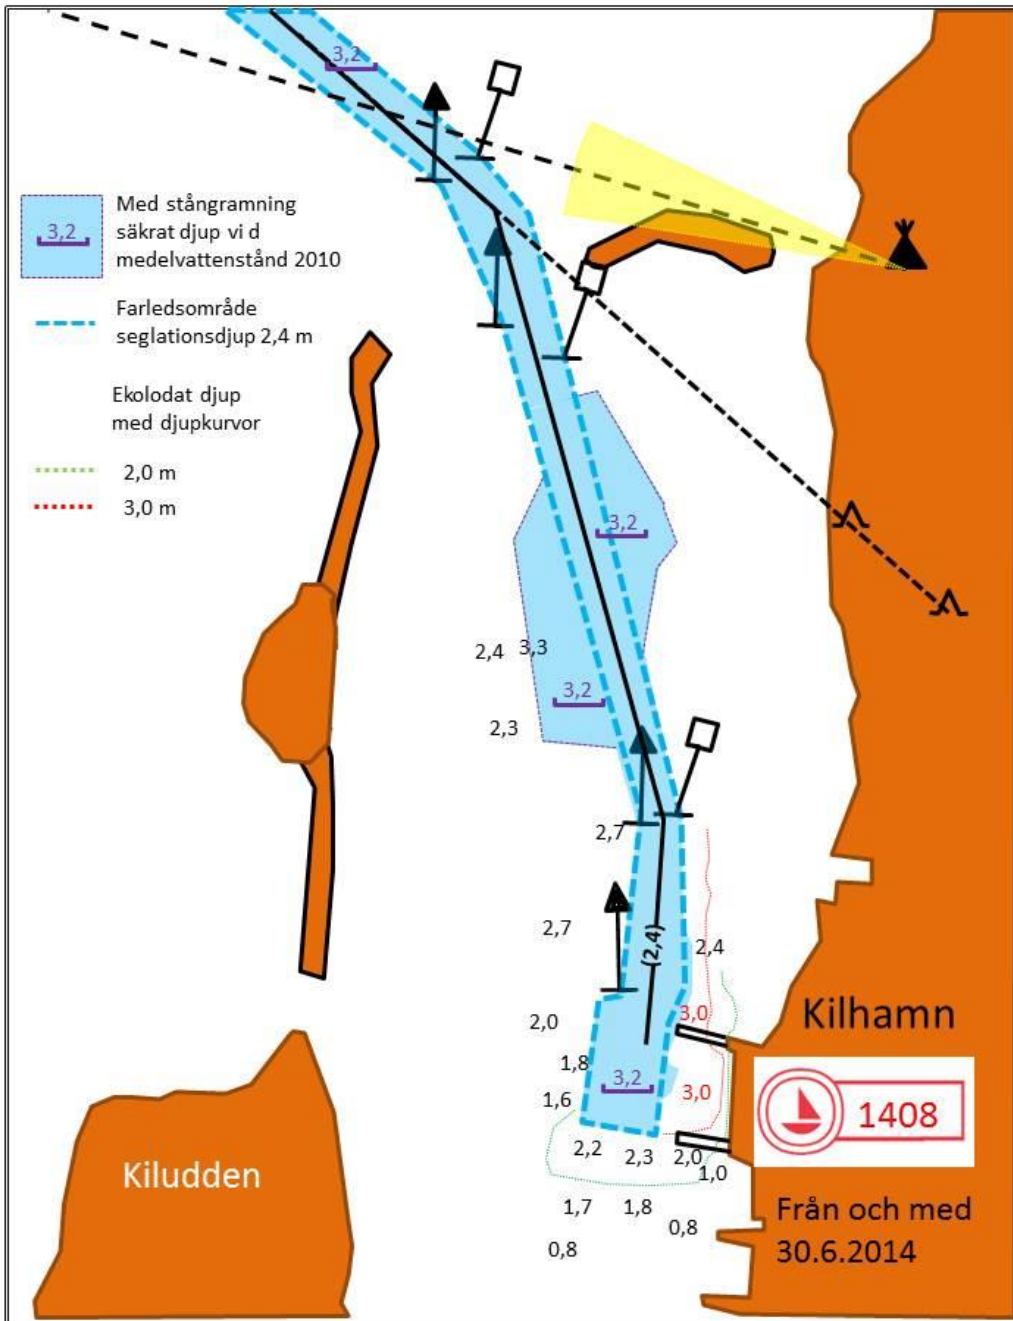 3,2
3,2
Med stångramning
säkrat djup vi d
medelvattenstånd 2010
Farledsområde
seglationsdjup 2,4 m
Ekolodat djup
med djupkurvor
2,0 m
3,0 m
3,2
2,4 3,3
3,2
2,3
2,7
2,7
(2,4)
2,4
2,0
3,0
Kilhamn
1,8
3,2
3,0
1,6
1408
2,2
2,3
2,0
1,0
Kiludden
1,7
1,8
0,8
0,8
Från och med
30.6.2014